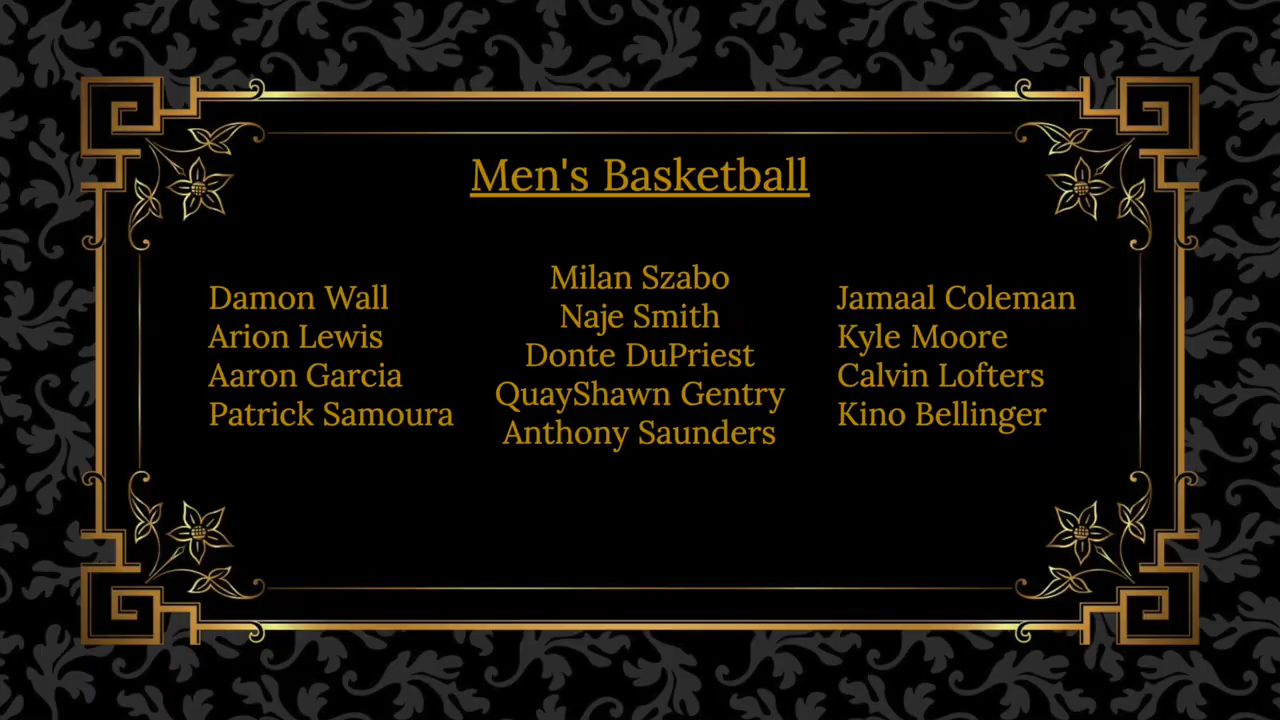 Men's Basketball
Damon Wall
Arion Lewis
Aaron Garcia
Patrick Samoura
Milan Szabo
Naje Smith
Donte DuPriest
QuayShawn Gentry
Anthony Saunders
Jamaal Coleman
Kyle Moore
Calvin Lofters
Kino Bellinger